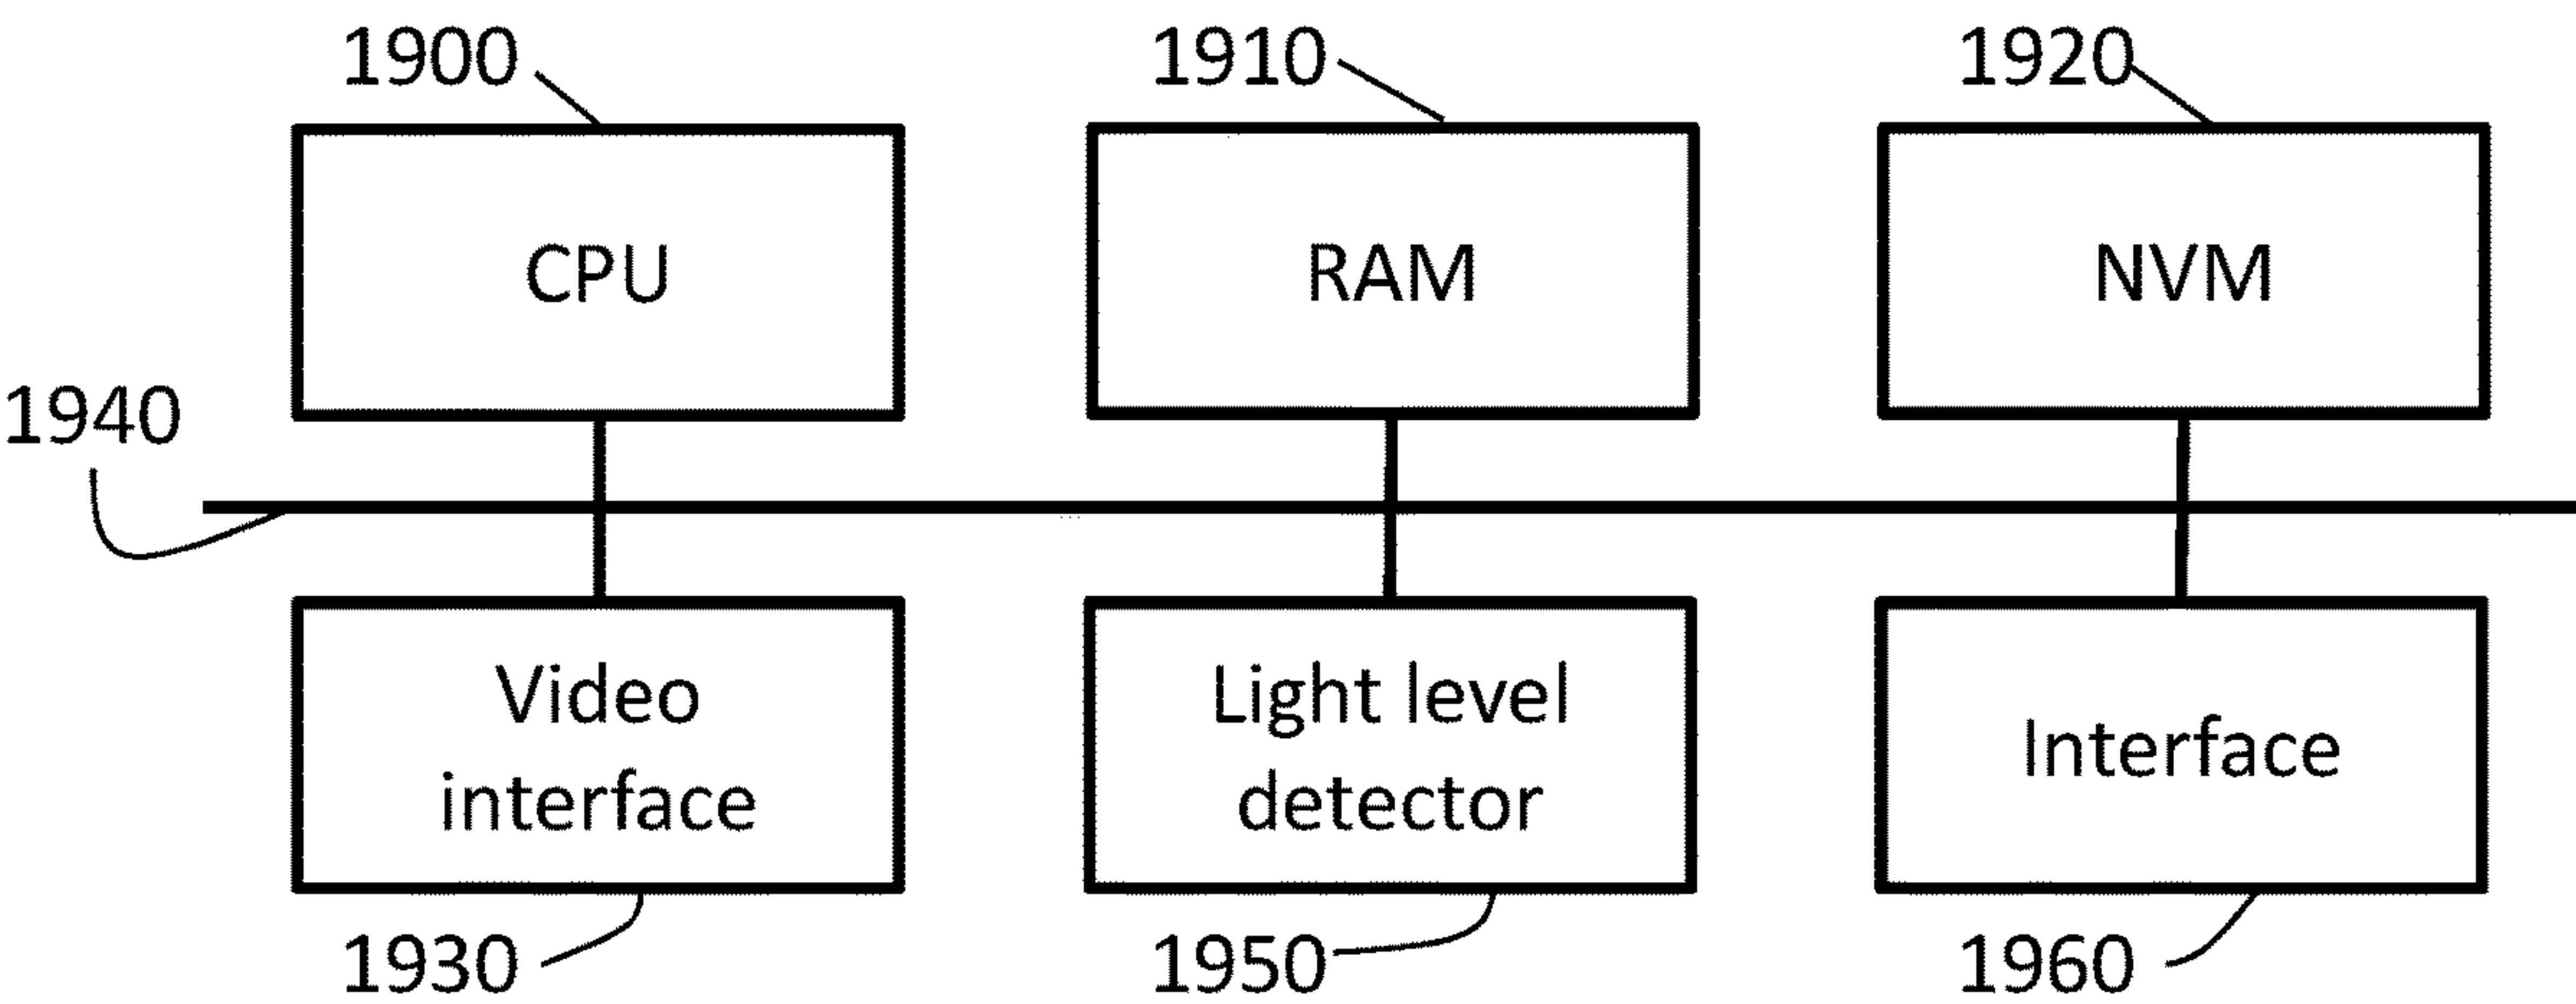 1900
1910
1920
CPU
RAM
NVM
1940
Video
interface
Light level
detector
Interface
1930
1950
1960